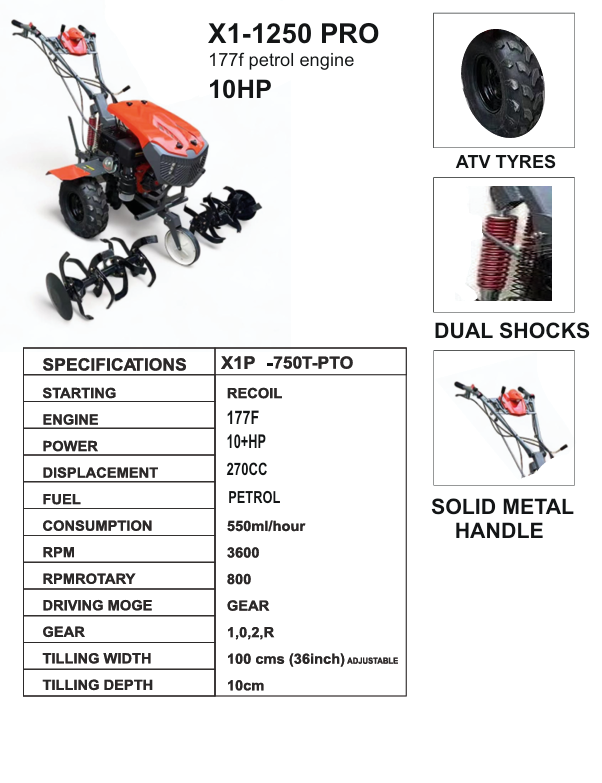 X1-1250 PRO
177f petrol engine
10HP
ATV TYRES
DUAL SHOCKS
SOLID METAL
HANDLE
SPECIFICATIONS X1P -750T-PTO
STARTING RECOIL
ENGINE 177F
POWER 10+HP
DISPLACEMENT 270CC
FUEL PETROL
CONSUMPTION 550ml/hour
RPM 3600
RPMROTARY 800
DRIVING MOGE GEAR
GEAR 1,0,2,R
TILLING WIDTH 100 cms (36inch) ADJUSTABLE
TILLING DEPTH 10cm